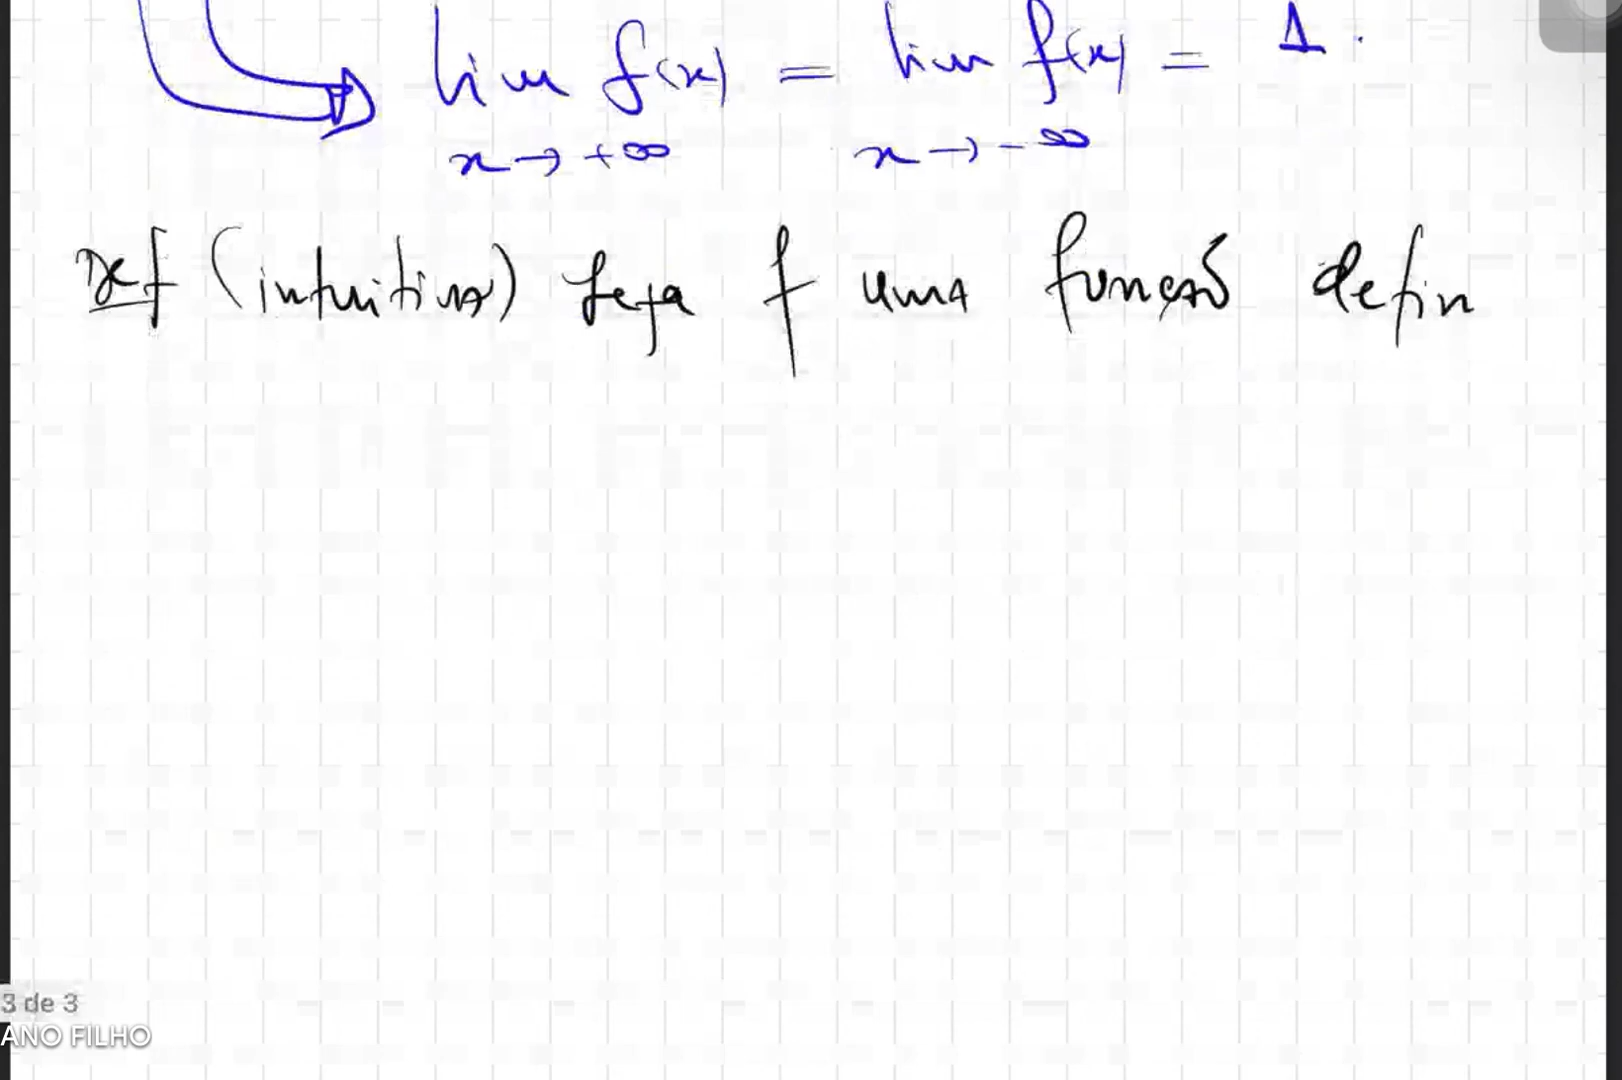 lim f(x) = lim f(x) = 1.
x → +∞ x → -∞
Def (intuitiva) Seja f uma função defin
3 de 3
ANO FILHO